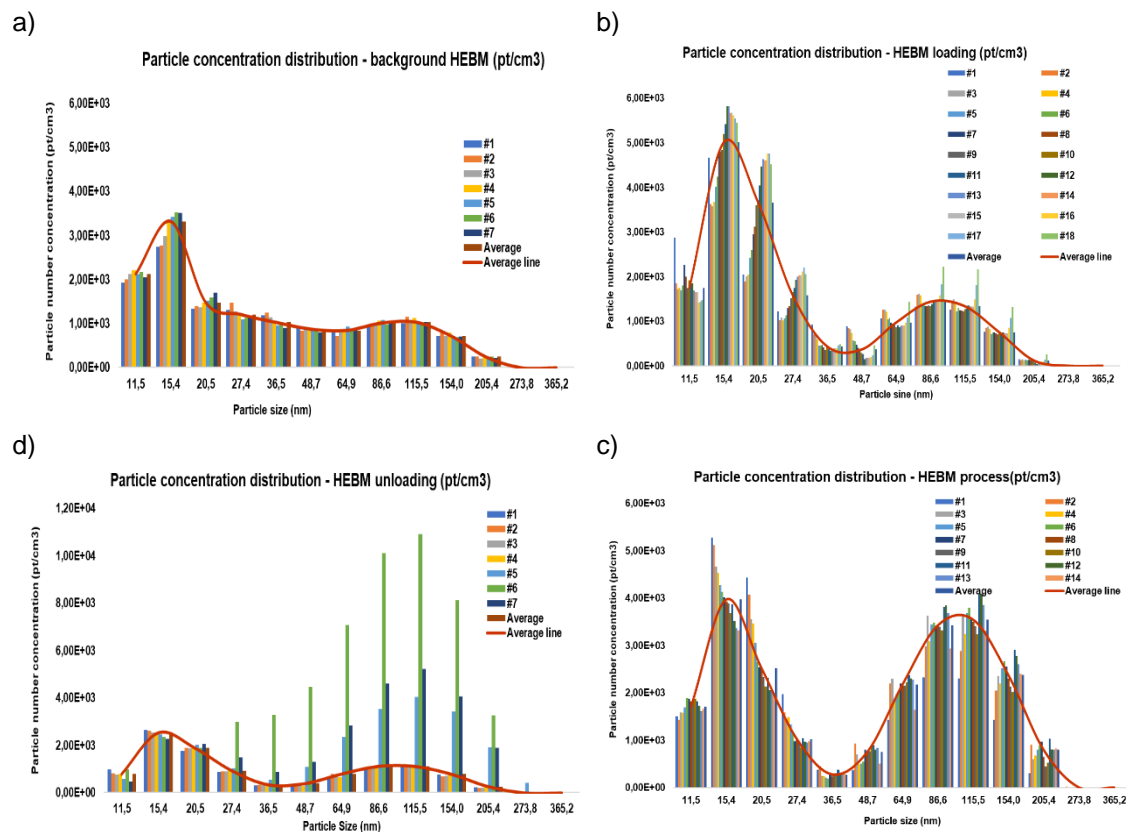 a)
Particle concentration distribution - background HEBM (pt/cm3)
Particle number concentration (pt/cm3)
6,00E+03
5,00E+03
4,00E+03
3,00E+03
2,00E+03
1,00E+03
0,00E+00
#1
#2
#3
#4
#5
#6
#7
Average
Average line
11,5 15,4 20,5 27,4 36,5 48,7 64,9 86,6 115,5 154,0 205,4 273,8 365,2
Particle size (nm)
b)
Particle concentration distribution - HEBM loading (pt/cm3)
Particle number concentration (pt/cm3)
6,00E+03
5,00E+03
4,00E+03
3,00E+03
2,00E+03
1,00E+03
0,00E+00
#1 #2
#3 #4
#5 #6
#7 #8
#9 #10
#11 #12
#13 #14
#15 #16
#17 #18
Average Average line
11,5 15,4 20,5 27,4 36,5 48,7 64,9 86,6 115,5 154,0 205,4 273,8 365,2
Particle sine (nm)
d)
Particle concentration distribution - HEBM unloading (pt/cm3)
Particle number concentration (pt/cm3)
1,20E+04
1,00E+04
8,00E+03
6,00E+03
4,00E+03
2,00E+03
0,00E+00
#1
#2
#3
#4
#5
#6
#7
Average
Average line
11,5 15,4 20,5 27,4 36,5 48,7 64,9 86,6 115,5 154,0 205,4 273,8 365,2
Particle Size (nm)
c)
Particle concentration distribution - HEBM process(pt/cm3)
Particle number concentration (pt/cm3)
6,00E+03
5,00E+03
4,00E+03
3,00E+03
2,00E+03
1,00E+03
0,00E+00
#1 #2
#3 #4
#5 #6
#7 #8
#9 #10
#11 #12
#13 #14
Average Average line
11,5 15,4 20,5 27,4 36,5 48,7 64,9 86,6 115,5 154,0 205,4 273,8 365,2
Particle size (nm)